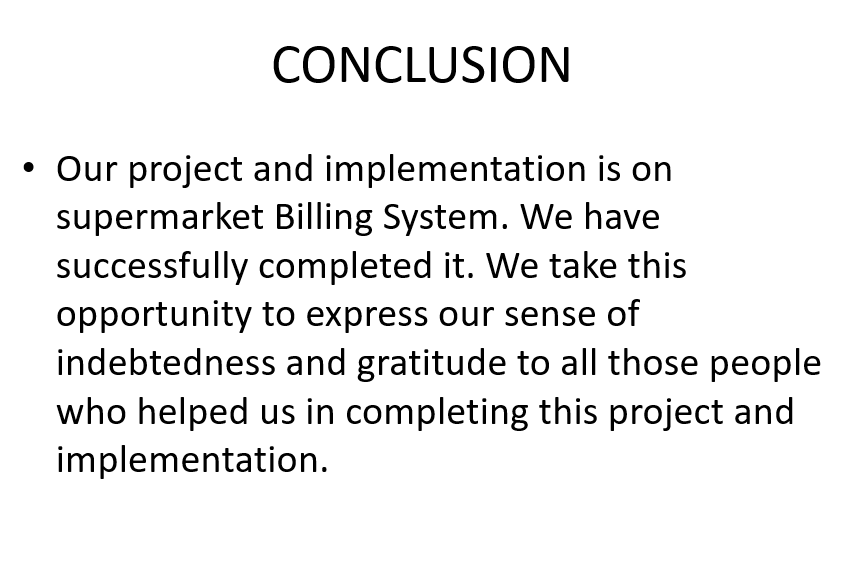 CONCLUSION
• Our project and implementation is on
supermarket Billing System. We have
successfully completed it. We take this
opportunity to express our sense of
indebtedness and gratitude to all those people
who helped us in completing this project and
implementation.